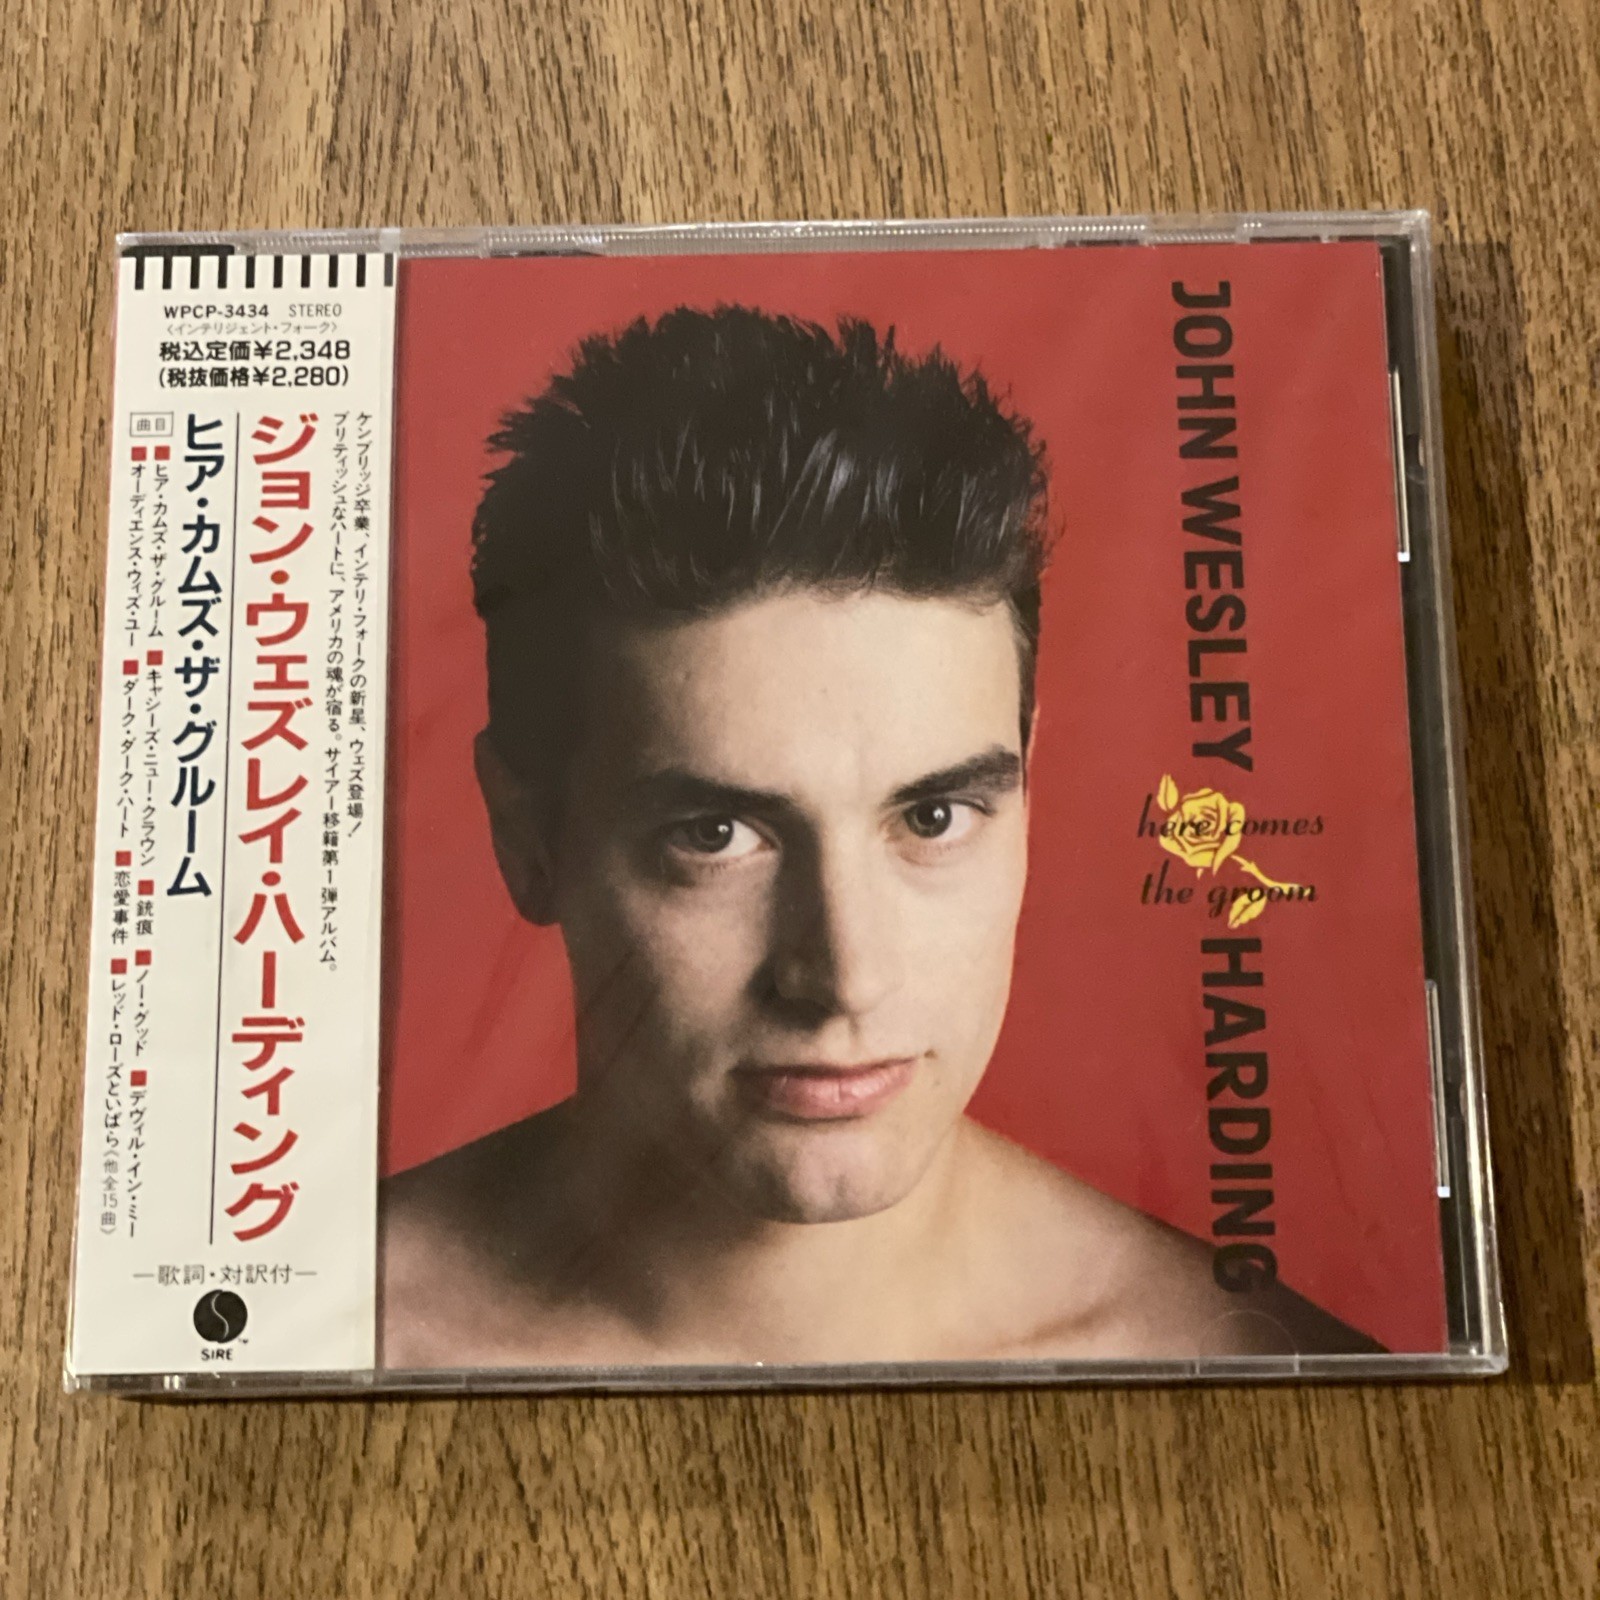 WPCP-3434 STEREO
〈インテリジェント・フォーク〉
税込定価¥2,348
(税抜価格¥2,280)
ケンブリッジ卒業、インテリ・フォークの新星、ウェズ登場!
ブリティッシュなハートに、アメリカの魂が宿る。サイアー移籍第1弾アルバム。
ジョン・ウェズレイ・ハーディング
ヒア・カムズ・ザ・グルーム
曲目
■ヒア・カムズ・ザ・グルーム ■キャシーズ・ニュー・クラウン ■銃痕 ■ノー・グッド ■デヴィル・イン・ミー
■オーディエンス・ウィズ・ユー ■ダーク・ダーク・ハート ■恋愛事件 ■レッド・ローズといばら《他全15曲》
—歌詞・対訳付—
SIRE
JOHN WESLEY
here comes
the groom
HARDING